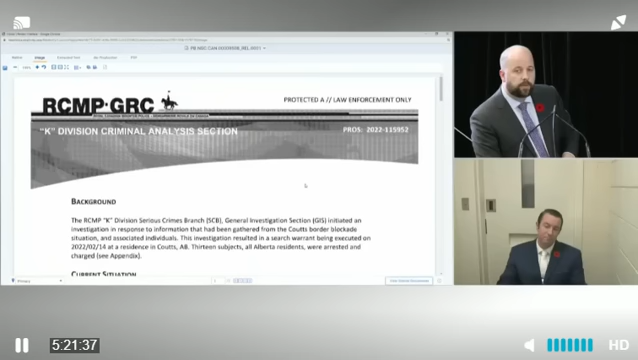 RCMP·GRC
PROTECTED A // LAW ENFORCEMENT ONLY
"K" DIVISION CRIMINAL ANALYSIS SECTION
PROS: 2022-115952
BACKGROUND
The RCMP "K" Division Serious Crimes Branch (SCB), General Investigation Section (GIS) initiated an
investigation in response to information that had been gathered from the Coutts border blockade
situation, and associated individuals. This investigation resulted in a search warrant being executed on
2022/02/14 at a residence in Coutts, AB. Thirteen subjects, all Alberta residents, were arrested and
charged (see Appendix).
CURRENT SITUATION
5:21:37
HD